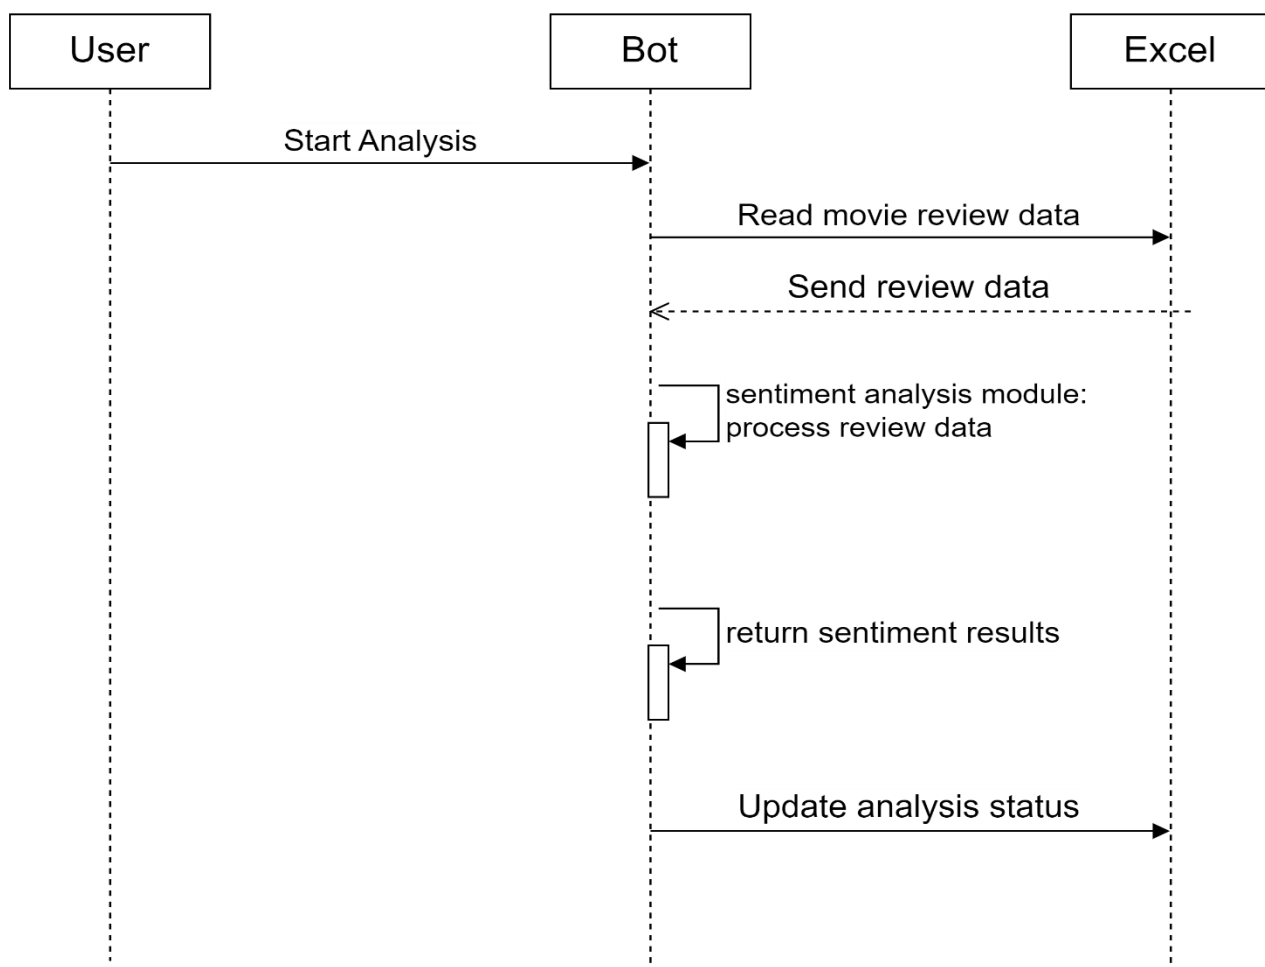 User
Bot
Excel
Start Analysis
Read movie review data
Send review data
sentiment analysis module:
process review data
return sentiment results
Update analysis status